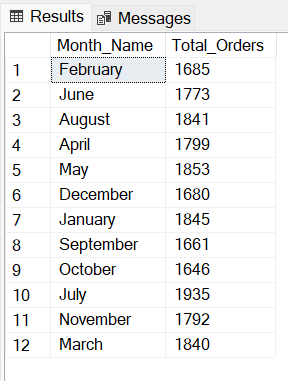 Results Messages
Month_Name Total_Orders
1 February 1685
2 June 1773
3 August 1841
4 April 1799
5 May 1853
6 December 1680
7 January 1845
8 September 1661
9 October 1646
10 July 1935
11 November 1792
12 March 1840